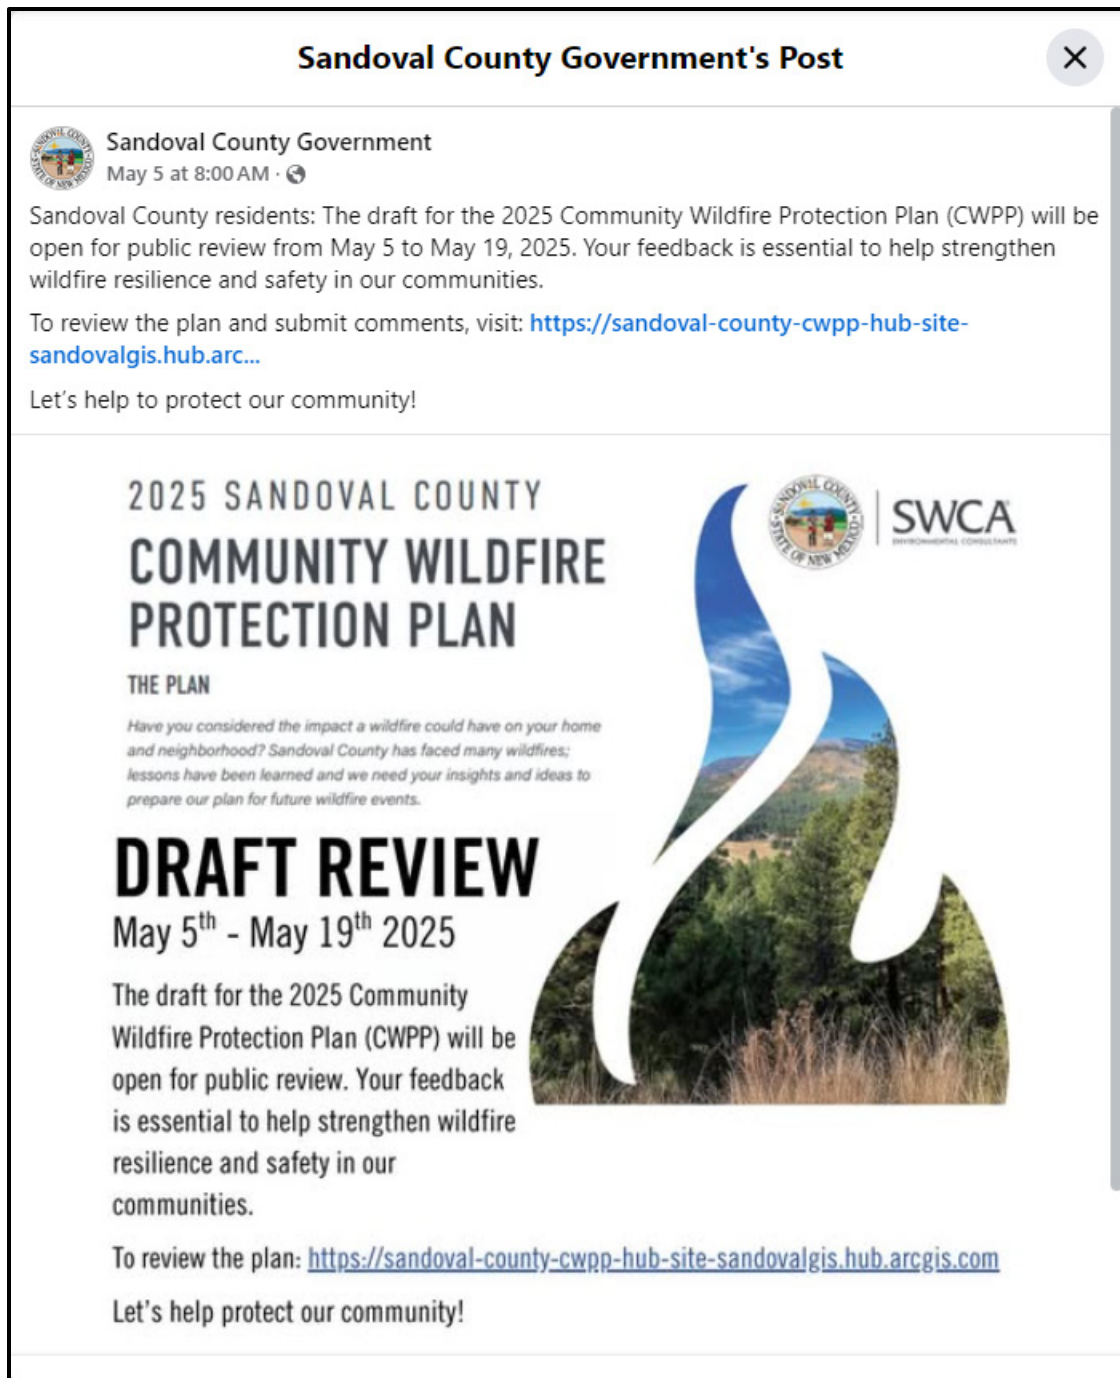 Sandoval County Government's Post
Sandoval County Government
May 5 at 8:00 AM ·
Sandoval County residents: The draft for the 2025 Community Wildfire Protection Plan (CWPP) will be
open for public review from May 5 to May 19, 2025. Your feedback is essential to help strengthen
wildfire resilience and safety in our communities.
To review the plan and submit comments, visit: https://sandoval-county-cwpp-hub-site-
sandovalgis.hub.arc...
Let's help to protect our community!
2025 SANDOVAL COUNTY
COMMUNITY WILDFIRE
PROTECTION PLAN
SANDOVAL COUNTY
STATE OF NEW MEXICO
SWCA
ENVIRONMENTAL CONSULTANTS
THE PLAN
Have you considered the impact a wildfire could have on your home
and neighborhood? Sandoval County has faced many wildfires;
lessons have been learned and we need your insights and ideas to
prepare our plan for future wildfire events.
DRAFT REVIEW
May 5th - May 19th 2025
The draft for the 2025 Community
Wildfire Protection Plan (CWPP) will be
open for public review. Your feedback
is essential to help strengthen wildfire
resilience and safety in our
communities.
To review the plan: https://sandoval-county-cwpp-hub-site-sandovalgis.hub.arcgis.com
Let's help protect our community!